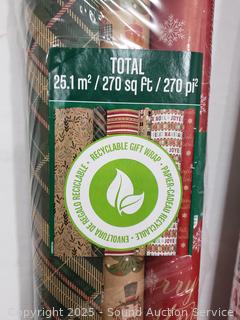 TOTAL
25.1 m² / 270 sq ft / 270 pi²
• RECYCLABLE GIFT WRAP •
PAPIER-CADEAU RECYCLABLE
• ENVOLTURA DE REGALO RECICLABLE •
Copyright 2025 - Sound Auction Service